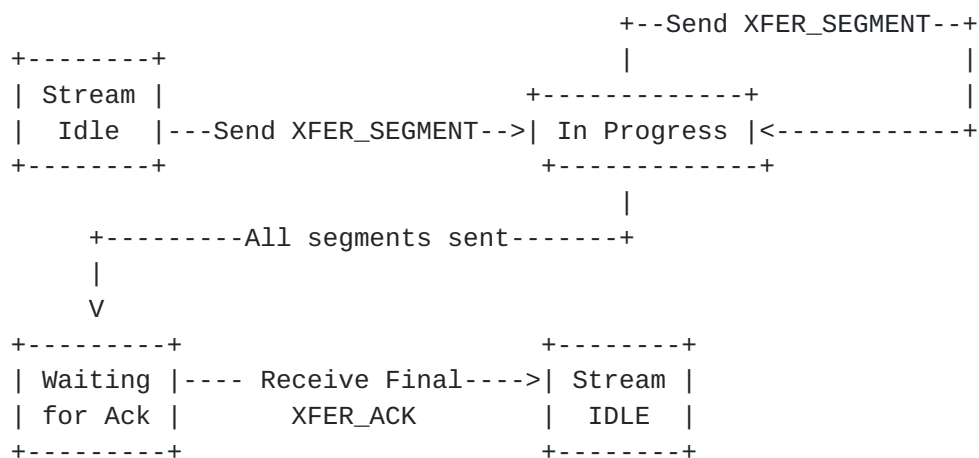 +--Send XFER_SEGMENT--+
+--------+                             |                     |
| Stream |                       +-------------+             |
|  Idle  |---Send XFER_SEGMENT-->| In Progress |<------------+
+--------+                        +-------------+
|
+---------All segments sent-------+
|
V
+---------+                       +--------+
| Waiting |---- Receive Final---->| Stream |
| for Ack |       XFER_ACK        |  IDLE  |
+---------+                       +--------+